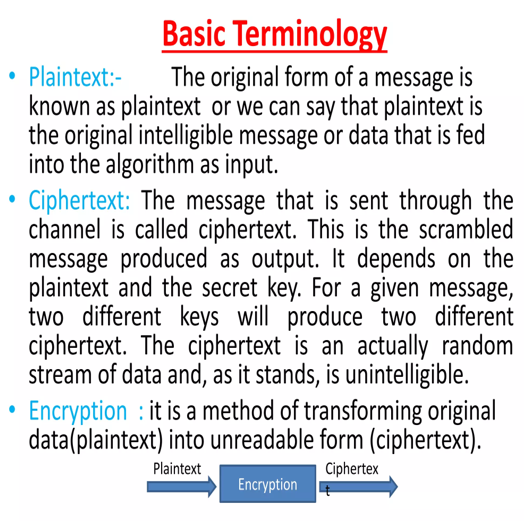 Basic Terminology
• Plaintext:- The original form of a message is
known as plaintext or we can say that plaintext is
the original intelligible message or data that is fed
into the algorithm as input.
• Ciphertext: The message that is sent through the
channel is called ciphertext. This is the scrambled
message produced as output. It depends on the
plaintext and the secret key. For a given message,
two different keys will produce two different
ciphertext. The ciphertext is an actually random
stream of data and, as it stands, is unintelligible.
• Encryption : it is a method of transforming original
data(plaintext) into unreadable form (ciphertext).
Plaintext
Encryption
Ciphertex
t